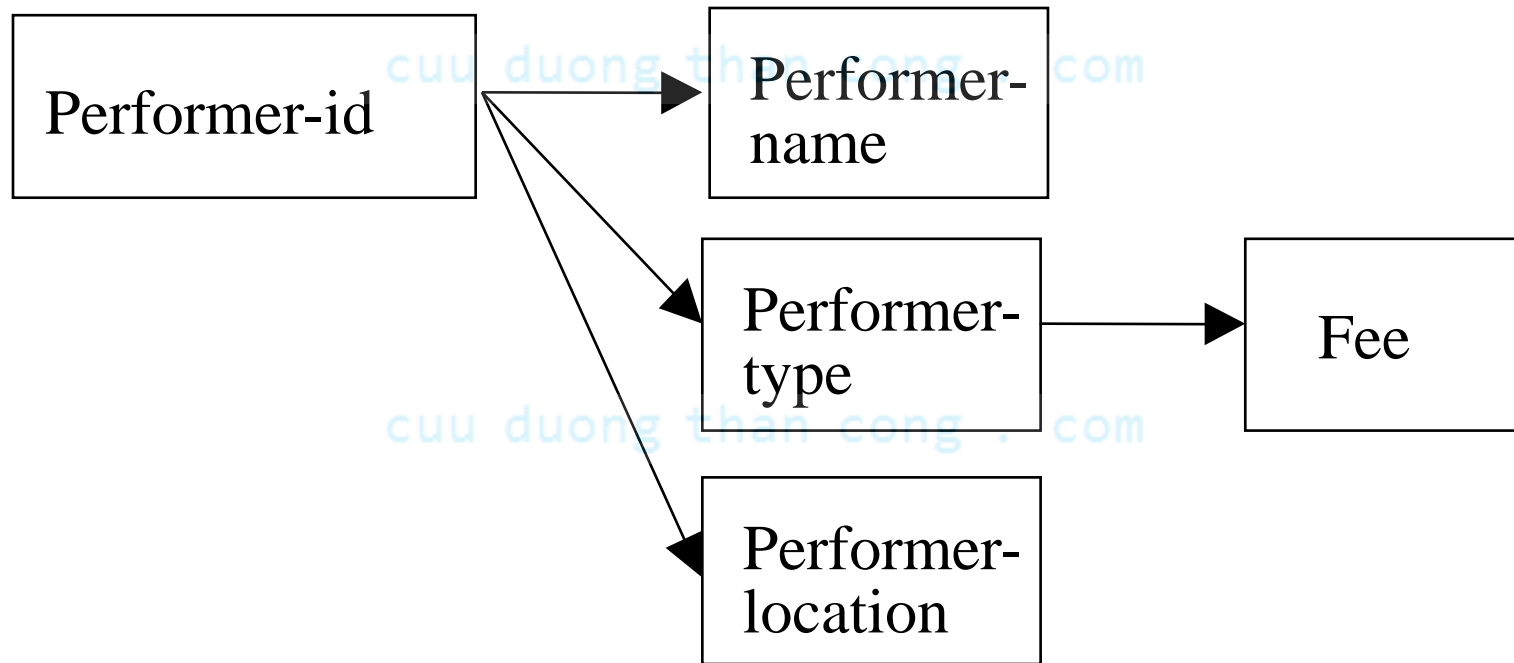 cuu duong than cong . com
Performer-id
Performer-
name
Performer-
type
Fee
cuu duong than cong . com
Performer-
location